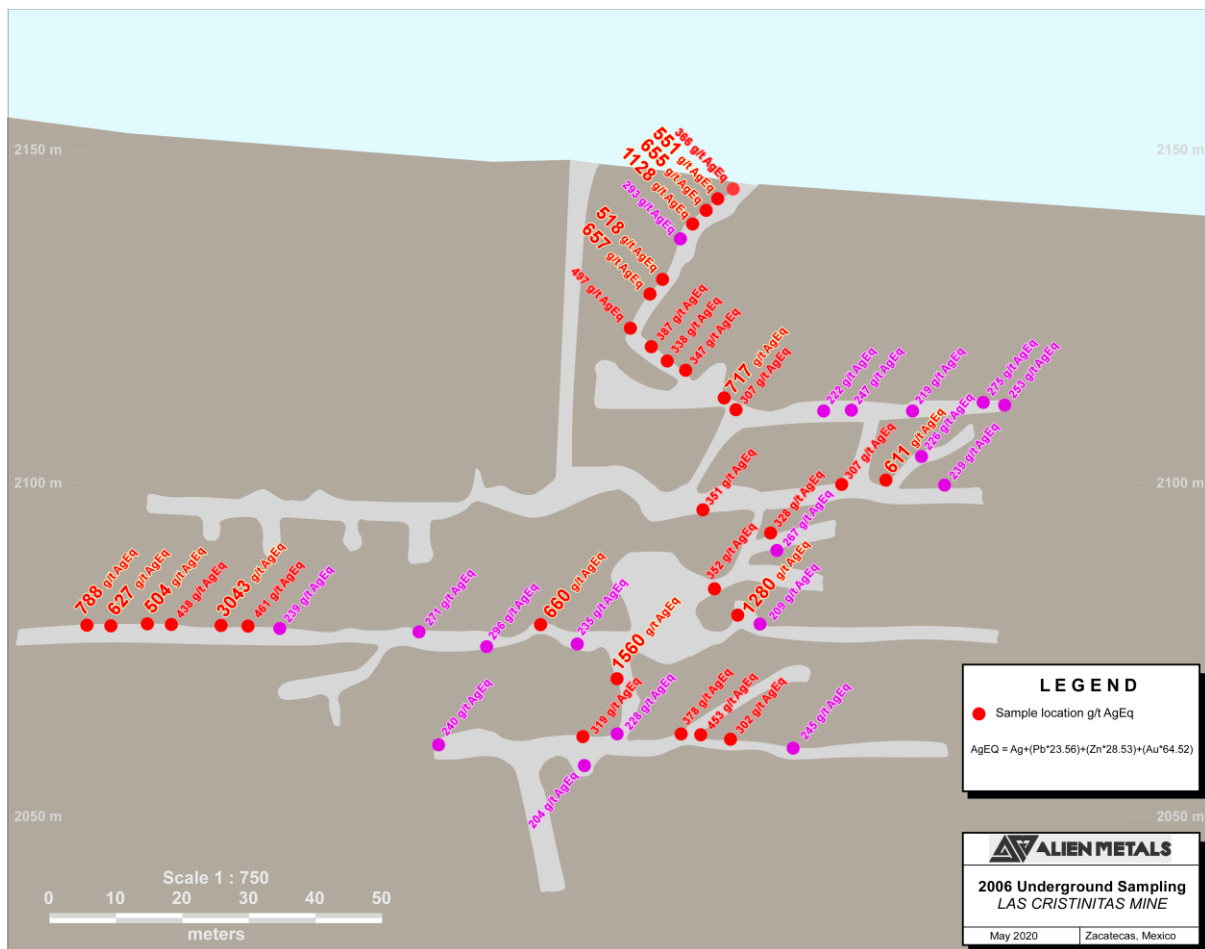 2150 m
2150 m
366 g/t AgEq
551 g/t AgEq
655 g/t AgEq
1128 g/t AgEq
293 g/t AgEq
518 g/t AgEq
657 g/t AgEq
497 g/t AgEq
387 g/t AgEq
338 g/t AgEq
347 g/t AgEq
717 g/t AgEq
307 g/t AgEq
222 g/t AgEq
247 g/t AgEq
219 g/t AgEq
275 g/t AgEq
253 g/t AgEq
226 g/t AgEq
239 g/t AgEq
611 g/t AgEq
307 g/t AgEq
2100 m
2100 m
351 g/t AgEq
328 g/t AgEq
267 g/t AgEq
352 g/t AgEq
1280 g/t AgEq
209 g/t AgEq
788 g/t AgEq
627 g/t AgEq
504 g/t AgEq
438 g/t AgEq
3043 g/t AgEq
461 g/t AgEq
239 g/t AgEq
271 g/t AgEq
296 g/t AgEq
660 g/t AgEq
235 g/t AgEq
1560 g/t AgEq
240 g/t AgEq
319 g/t AgEq
228 g/t AgEq
378 g/t AgEq
453 g/t AgEq
302 g/t AgEq
245 g/t AgEq
204 g/t AgEq
2050 m
2050 m
LEGEND
Sample location g/t AgEq
AgEQ = Ag+(Pb*23.56)+(Zn*28.53)+(Au*64.52)
Scale 1 : 750
0 10 20 30 40 50
meters
ALIEN METALS
2006 Underground Sampling
LAS CRISTINITAS MINE
May 2020
Zacatecas, Mexico